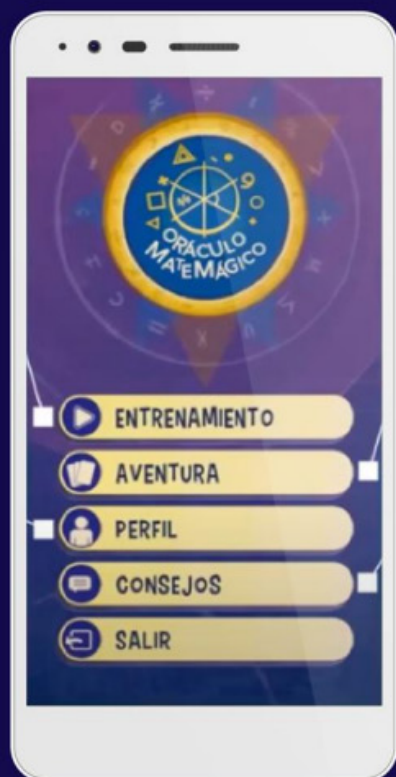 ORÁCULO
MATEMÁGICO
ENTRENAMIENTO
AVENTURA
PERFIL
CONSEJOS
SALIR